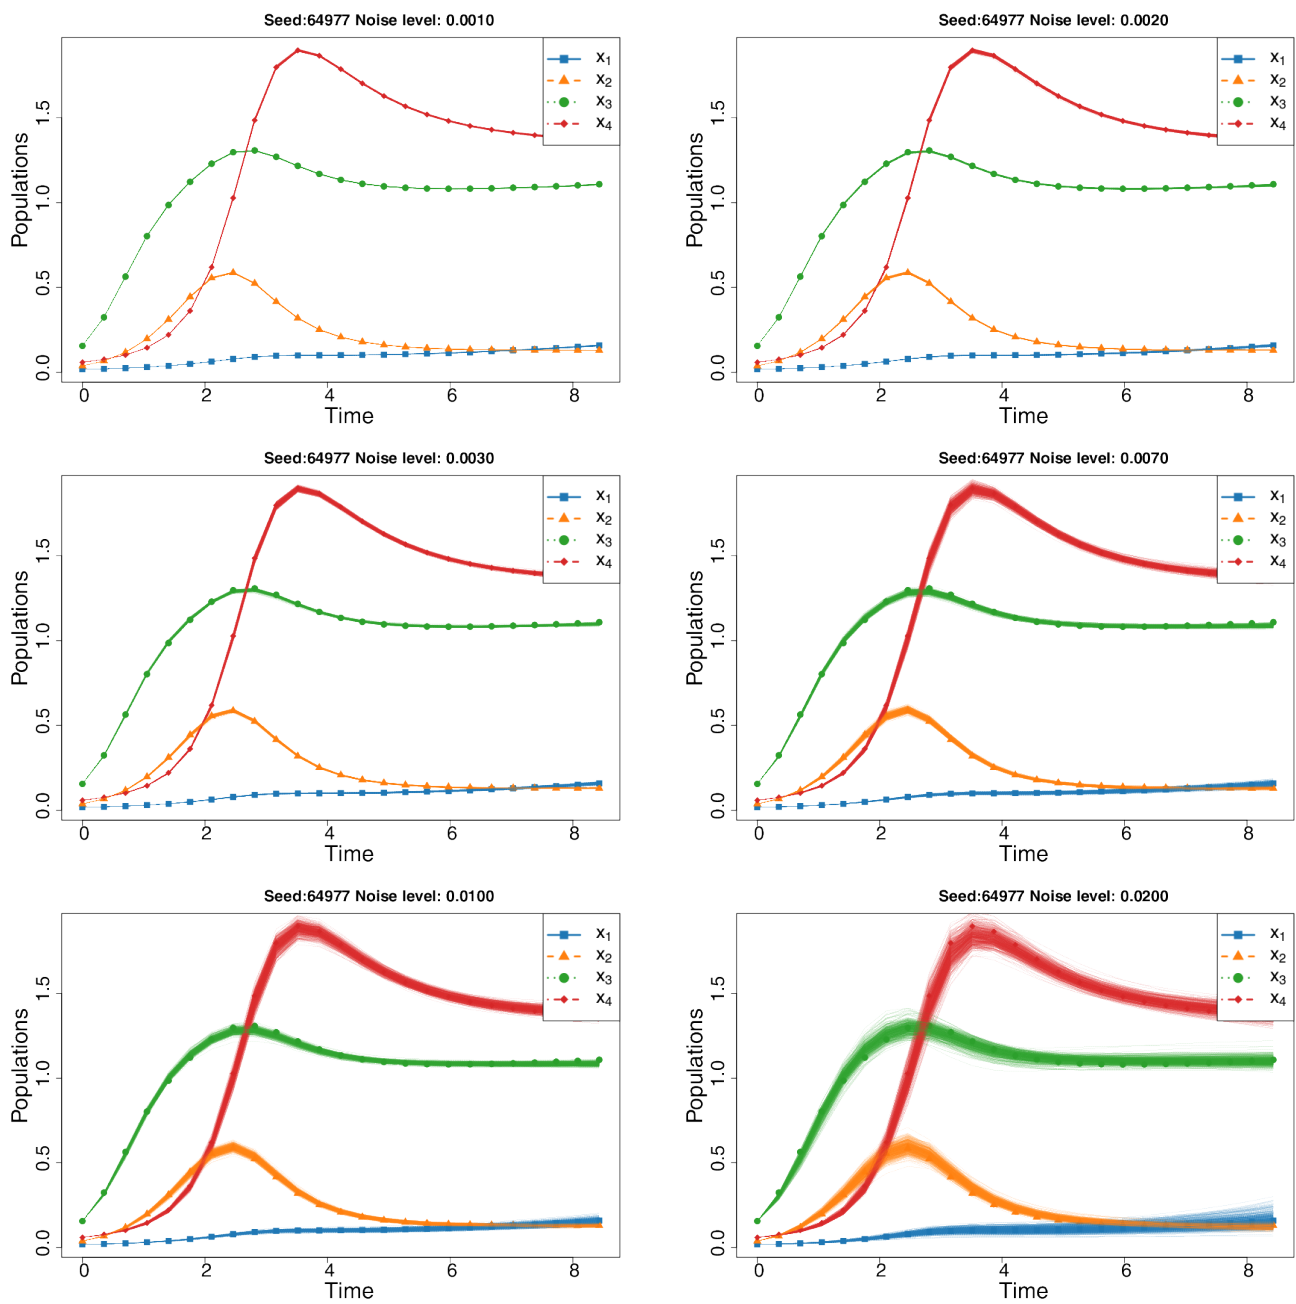 Seed:64977 Noise level: 0.0010
Populations
0.0 0.5 1.0 1.5
0 2 4 6 8
Time
x1
x2
x3
x4
Seed:64977 Noise level: 0.0020
Populations
0.0 0.5 1.0 1.5
0 2 4 6 8
Time
x1
x2
x3
x4
Seed:64977 Noise level: 0.0030
Populations
0.0 0.5 1.0 1.5
0 2 4 6 8
Time
x1
x2
x3
x4
Seed:64977 Noise level: 0.0070
Populations
0.0 0.5 1.0 1.5
0 2 4 6 8
Time
x1
x2
x3
x4
Seed:64977 Noise level: 0.0100
Populations
0.0 0.5 1.0 1.5
0 2 4 6 8
Time
x1
x2
x3
x4
Seed:64977 Noise level: 0.0200
Populations
0.0 0.5 1.0 1.5
0 2 4 6 8
Time
x1
x2
x3
x4